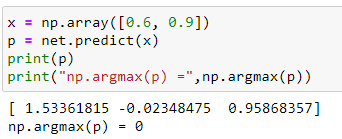 x = np.array([0.6, 0.9])
p = net.predict(x)
print(p)
print("np.argmax(p) =",np.argmax(p))
[ 1.53361815 -0.02348475  0.95868357]
np.argmax(p) = 0